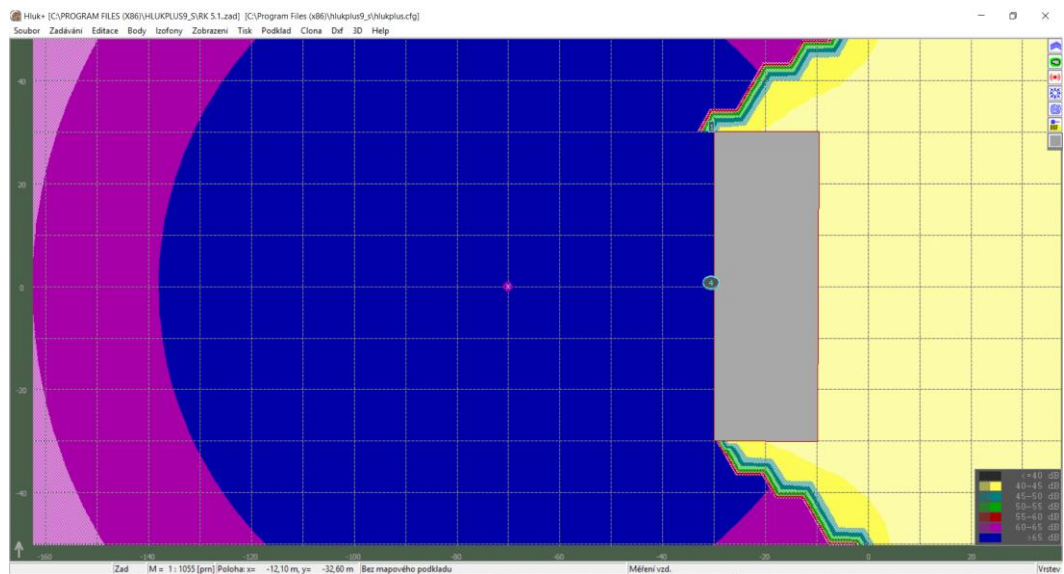 Hluk+ [C:\PROGRAM FILES (X86)\HLUKPLUS9_S\RK 5.1.zad] [C:\Program Files (x86)\hlukplus9_s\hlukplus.cfg]
Soubor Zadávání Editace Body Izofony Zobrazení Tisk Podklad Clona Dxf 3D Help
40
20
0
-20
-40
X
4
<=40 dB
40-45 dB
45-50 dB
50-55 dB
55-60 dB
60-65 dB
>65 dB
-160 -140 -120 -100 -80 -60 -40 -20 0 20
Zad M = 1: 1055 [prn] Poloha: x= -12,10 m, y= -32,60 m Bez mapového podkladu Měření vzd. Vrstev